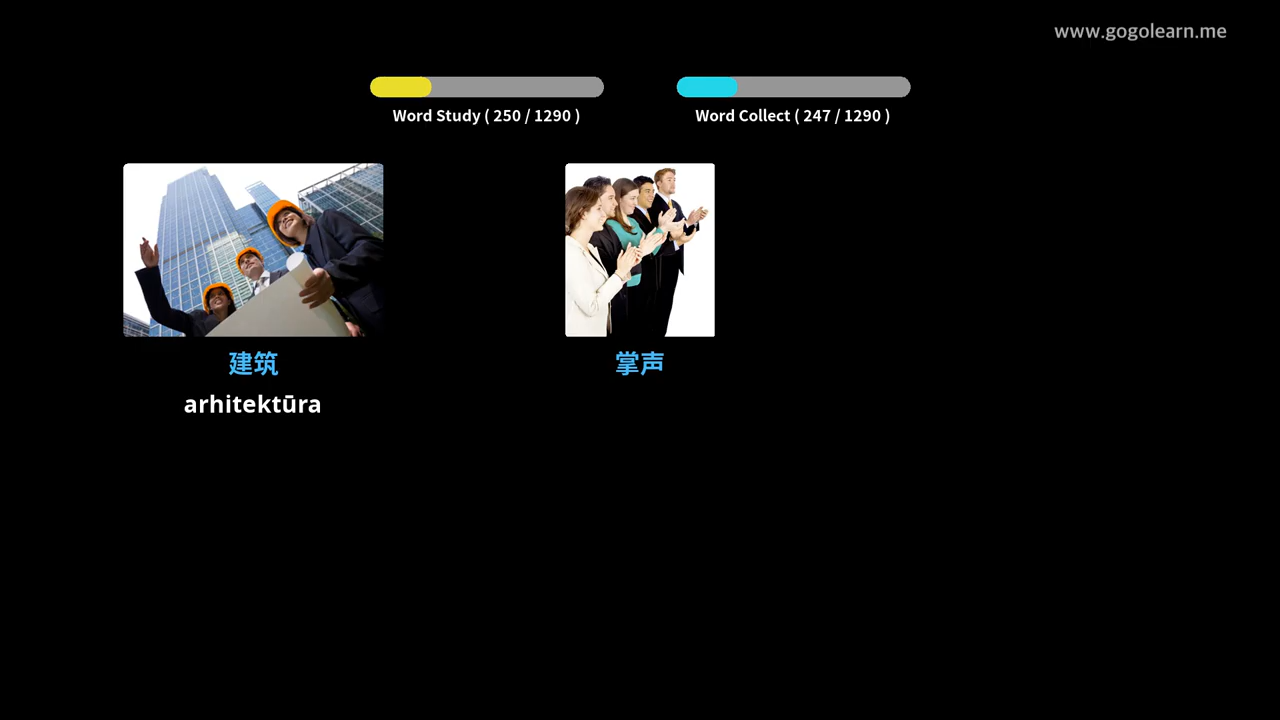 www.gogolearn.me
Word Study ( 250 / 1290 )
Word Collect ( 247 / 1290 )
建筑
掌声
arhitektūra